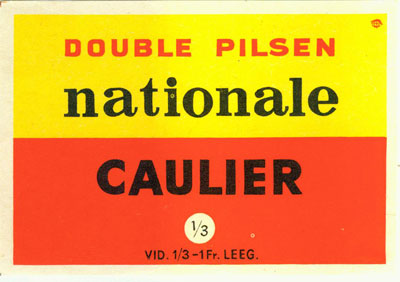 DOUBLE PILSEN
nationale
CAULIER
1/3
VID. 1/3-1Fr. LEEG.